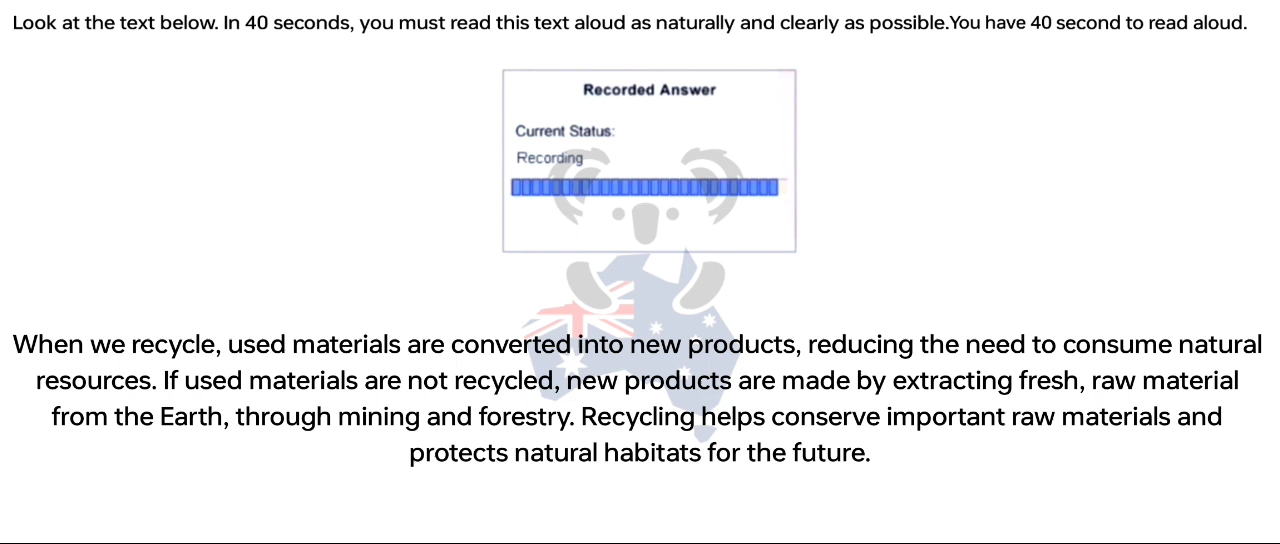 Look at the text below. In 40 seconds, you must read this text aloud as naturally and clearly as possible.You have 40 second to read aloud.
Recorded Answer
Current Status:
Recording
When we recycle, used materials are converted into new products, reducing the need to consume natural
resources. If used materials are not recycled, new products are made by extracting fresh, raw material
from the Earth, through mining and forestry. Recycling helps conserve important raw materials and
protects natural habitats for the future.